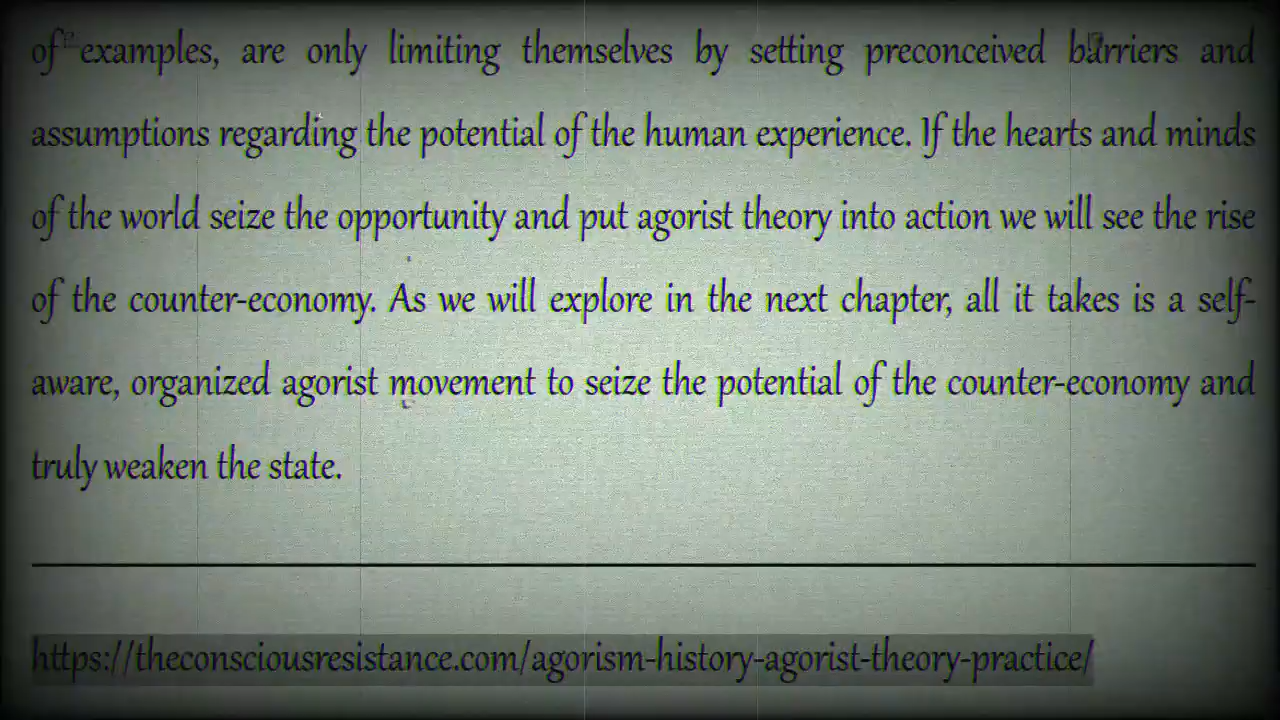 of examples, are only limiting themselves by setting preconceived barriers and
assumptions regarding the potential of the human experience. If the hearts and minds
of the world seize the opportunity and put agorist theory into action we will see the rise
of the counter-economy. As we will explore in the next chapter, all it takes is a self-
aware, organized agorist movement to seize the potential of the counter-economy and
truly weaken the state.
https://theconsciousresistance.com/agorism-history-agorist-theory-practice/